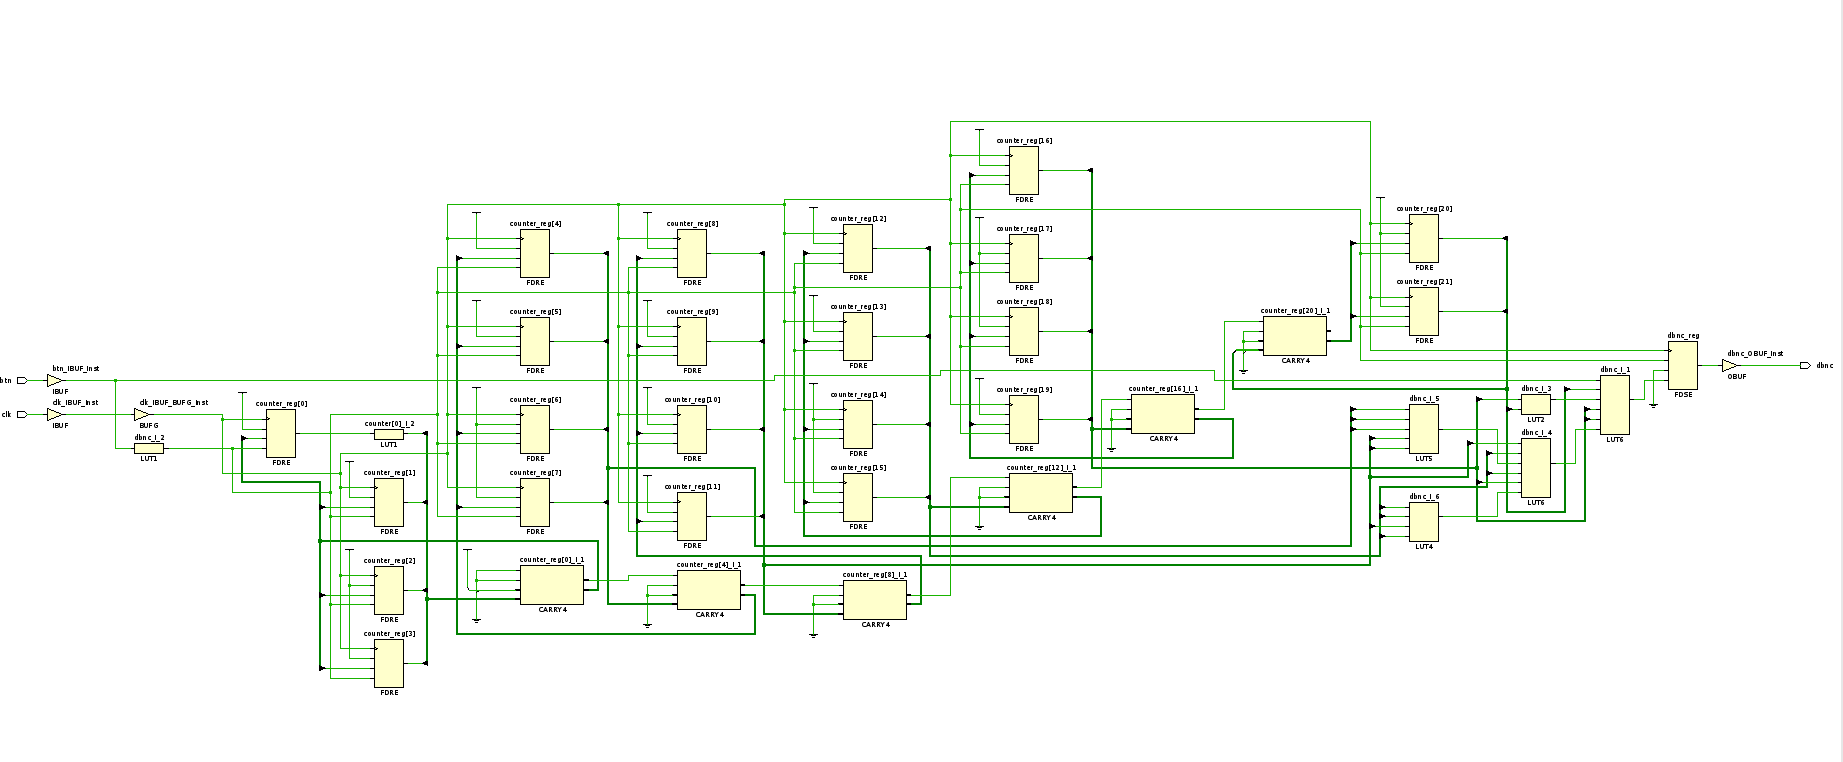 counter_reg[16]
FDRE
counter_reg[4]
FDRE
counter_reg[8]
FDRE
counter_reg[12]
FDRE
counter_reg[17]
FDRE
counter_reg[20]
FDRE
counter_reg[5]
FDRE
counter_reg[9]
FDRE
counter_reg[13]
FDRE
counter_reg[18]
FDRE
counter_reg[20]_i_1
CARRY4
counter_reg[21]
FDRE
btn
btn_IBUF_inst
IBUF
clk
clk_IBUF_inst
IBUF
clk_IBUF_BUFG_inst
BUFG
dbnc_i_2
LUT1
counter_reg[0]
FDRE
counter[0]_i_2
LUT1
counter_reg[6]
FDRE
counter_reg[10]
FDRE
counter_reg[14]
FDRE
counter_reg[19]
FDRE
counter_reg[16]_i_1
CARRY4
dbnc_i_5
LUT5
dbnc_i_3
LUT2
dbnc_i_4
LUT6
dbnc_i_1
LUT6
dbnc_reg
FDSE
dbnc_OBUF_inst
OBUF
dbnc
counter_reg[1]
FDRE
counter_reg[7]
FDRE
counter_reg[11]
FDRE
counter_reg[15]
FDRE
counter_reg[12]_i_1
CARRY4
dbnc_i_6
LUT4
counter_reg[2]
FDRE
counter_reg[0]_i_1
CARRY4
counter_reg[4]_i_1
CARRY4
counter_reg[8]_i_1
CARRY4
counter_reg[3]
FDRE